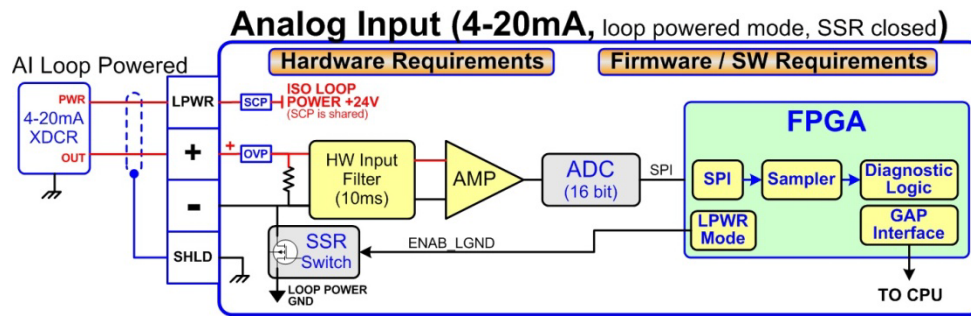 Analog Input (4-20mA, loop powered mode, SSR closed)
Hardware Requirements
Firmware / SW Requirements
AI Loop Powered
PWR
4-20mA
XDCR
OUT
LPWR
+
-
SHLD
SCP
ISO LOOP
POWER +24V
(SCP is shared)
+
OVP
HW Input
Filter
(10ms)
AMP
ADC
(16 bit)
SPI
FPGA
SPI
Sampler
Diagnostic
Logic
LPWR
Mode
GAP
Interface
SSR
Switch
ENAB_LGND
LOOP POWER
GND
TO CPU